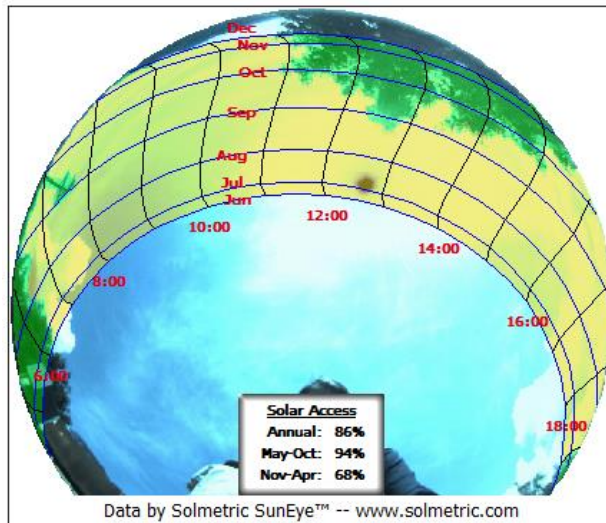 Dec
Nov
Oct
Sep
Aug
Jul
Jun
12:00
10:00
14:00
8:00
16:00
6:00
18:00
Solar Access
Annual: 86%
May-Oct: 94%
Nov-Apr: 68%
Data by Solmetric SunEye™ -- www.solmetric.com